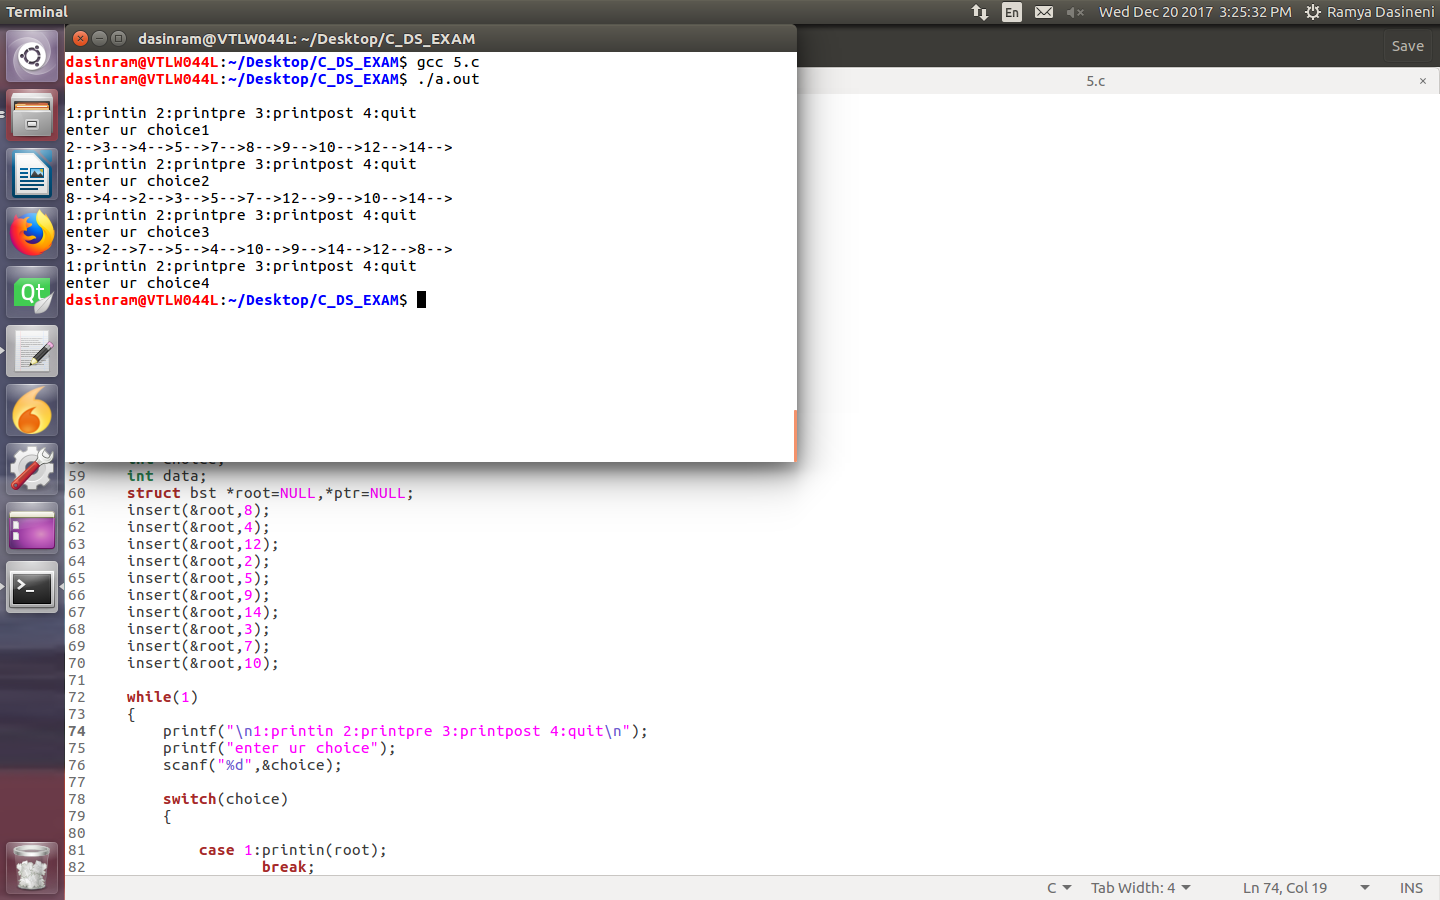 Terminal
En
Wed Dec 20 2017 3:25:32 PM
Ramya Dasineni
dasinram@VTLW044L: ~/Desktop/C_DS_EXAM
Save
5.c
×
dasinram@VTLW044L:~/Desktop/C_DS_EXAM$ gcc 5.c
dasinram@VTLW044L:~/Desktop/C_DS_EXAM$ ./a.out
1:printin 2:printpre 3:printpost 4:quit
enter ur choice1
2-->3-->4-->5-->7-->8-->9-->10-->12-->14-->
1:printin 2:printpre 3:printpost 4:quit
enter ur choice2
8-->4-->2-->3-->5-->7-->12-->9-->10-->14-->
1:printin 2:printpre 3:printpost 4:quit
enter ur choice3
3-->2-->7-->5-->4-->10-->9-->14-->12-->8-->
1:printin 2:printpre 3:printpost 4:quit
enter ur choice4
dasinram@VTLW044L:~/Desktop/C_DS_EXAM$
Qt
>_
59 int data;
60 struct bst *root=NULL,*ptr=NULL;
61 insert(&root,8);
62 insert(&root,4);
63 insert(&root,12);
64 insert(&root,2);
65 insert(&root,5);
66 insert(&root,9);
67 insert(&root,14);
68 insert(&root,3);
69 insert(&root,7);
70 insert(&root,10);
71
72 while(1)
73 {
74 printf("\n1:printin 2:printpre 3:printpost 4:quit\n");
75 printf("enter ur choice");
76 scanf("%d",&choice);
77
78 switch(choice)
79 {
80
81 case 1:printin(root);
82 break;
C
Tab Width: 4
Ln 74, Col 19
INS